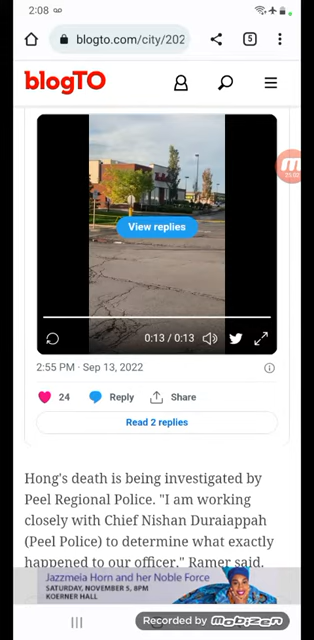 2:08
blogto.com/city/202
5
blogTO
View replies
0:13 / 0:13
2:55 PM · Sep 13, 2022
24 Reply Share
Read 2 replies
Hong's death is being investigated by
Peel Regional Police. "I am working
closely with Chief Nishan Duraiappah
(Peel Police) to determine what exactly
happened to our officer," Ramer said.
Jazzmeia Horn and her Noble Force
SATURDAY, NOVEMBER 5, 8PM
KOERNER HALL
Recorded by MOBIZEN